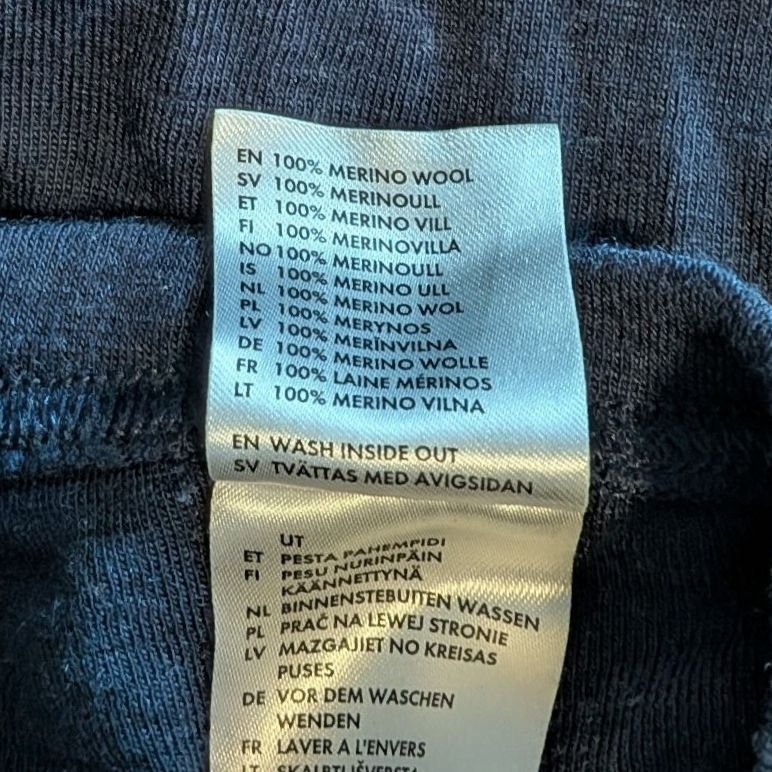 EN 100% MERINO WOOL
SV 100% MERINOULL
ET 100% MERINO VILL
FI 100% MERINOVILLA
NO 100% MERINOULL
IS 100% MERINO ULL
NL 100% MERINO WOL
PL 100% MERYNOS
LV 100% MERĪNVILNA
DE 100% MERINO WOLLE
FR 100% LAINE MÉRINOS
LT 100% MERINO VILNA
EN WASH INSIDE OUT
SV TVÄTTAS MED AVIGSIDAN
UT
ET PESTA PAHEMPIDI
FI PESU NURINPÄIN
KÄÄNNETTYNÄ
NL BINNENSTEBUITEN WASSEN
PL PRAĆ NA LEWEJ STRONIE
LV MAZGAJIET NO KREISAS
PUSES
DE VOR DEM WASCHEN
WENDEN
FR LAVER A L'ENVERS
LT